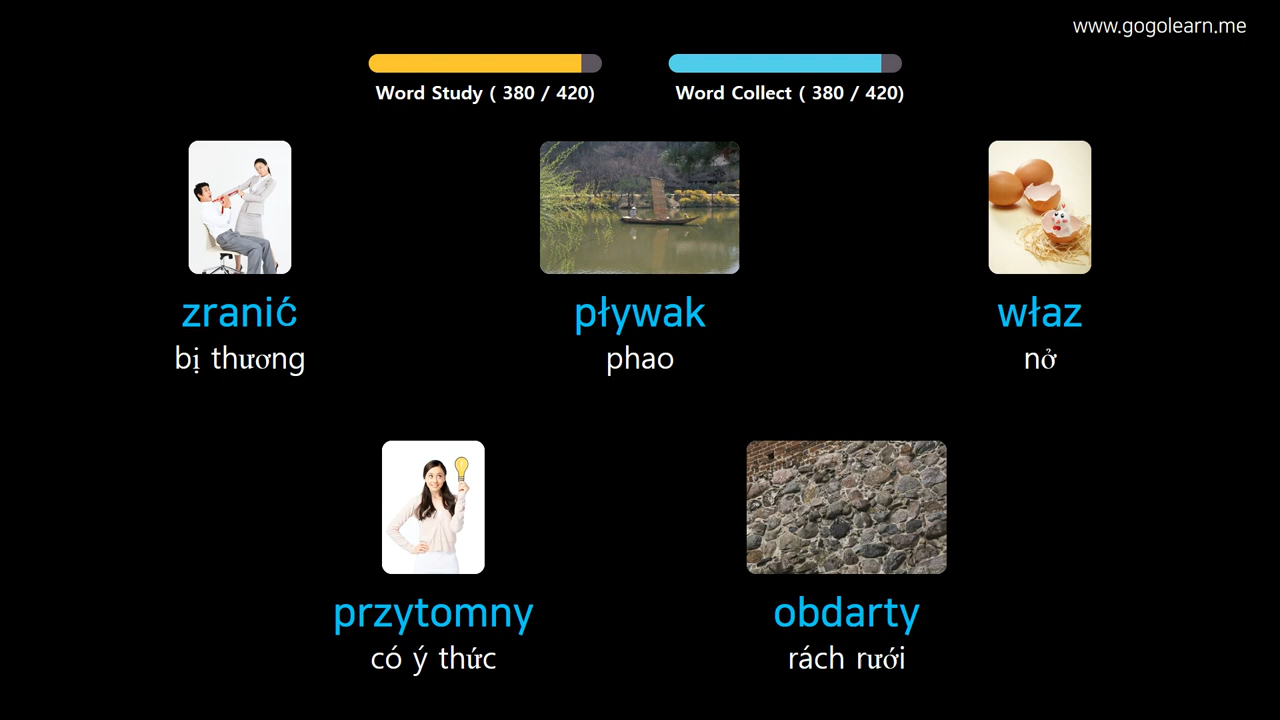 www.gogolearn.me
Word Study ( 380 / 420)
Word Collect ( 380 / 420)
zranić
bị thương
pływak
phao
właz
nở
przytomny
có ý thức
obdarty
rách rưới